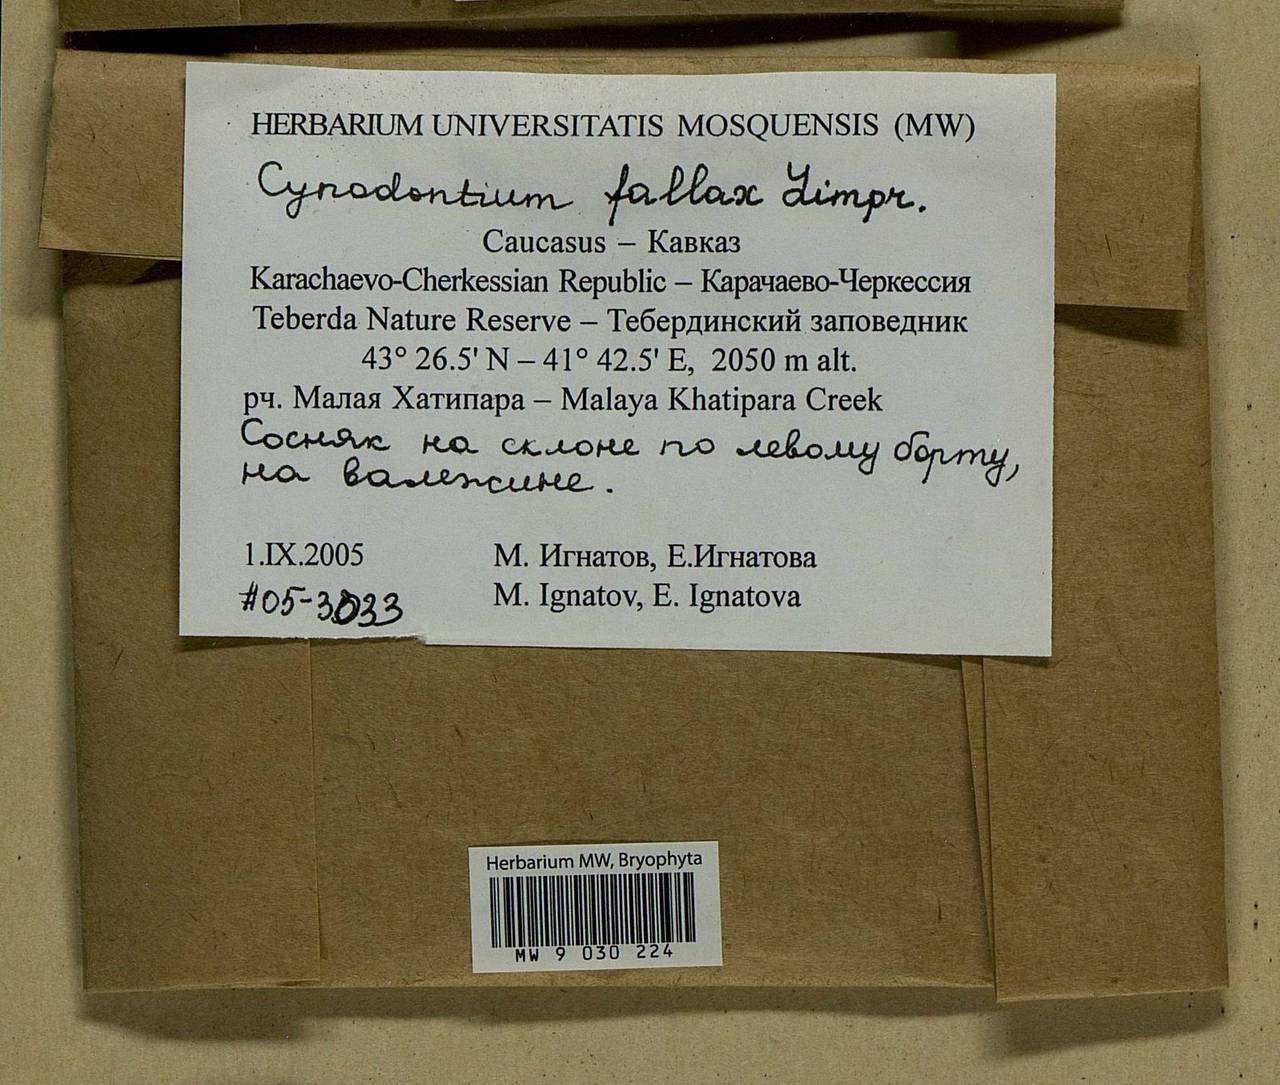 HERBARIUM UNIVERSITATIS MOSQUENSIS (MW)
Cynodontium fallax Limpr.
Caucasus – Кавказ
Karachaevo-Cherkessian Republic – Карачаево-Черкессия
Teberda Nature Reserve – Тебердинский заповедник
43° 26.5' N – 41° 42.5' E, 2050 m alt.
рч. Малая Хатипара – Malaya Khatipara Creek
Сосняк на склоне по левому борту,
на валежине.
1.IX.2005 М. Игнатов, Е.Игнатова
#05-3033 M. Ignatov, E. Ignatova
Herbarium MW, Bryophyta
MW 9 030 224